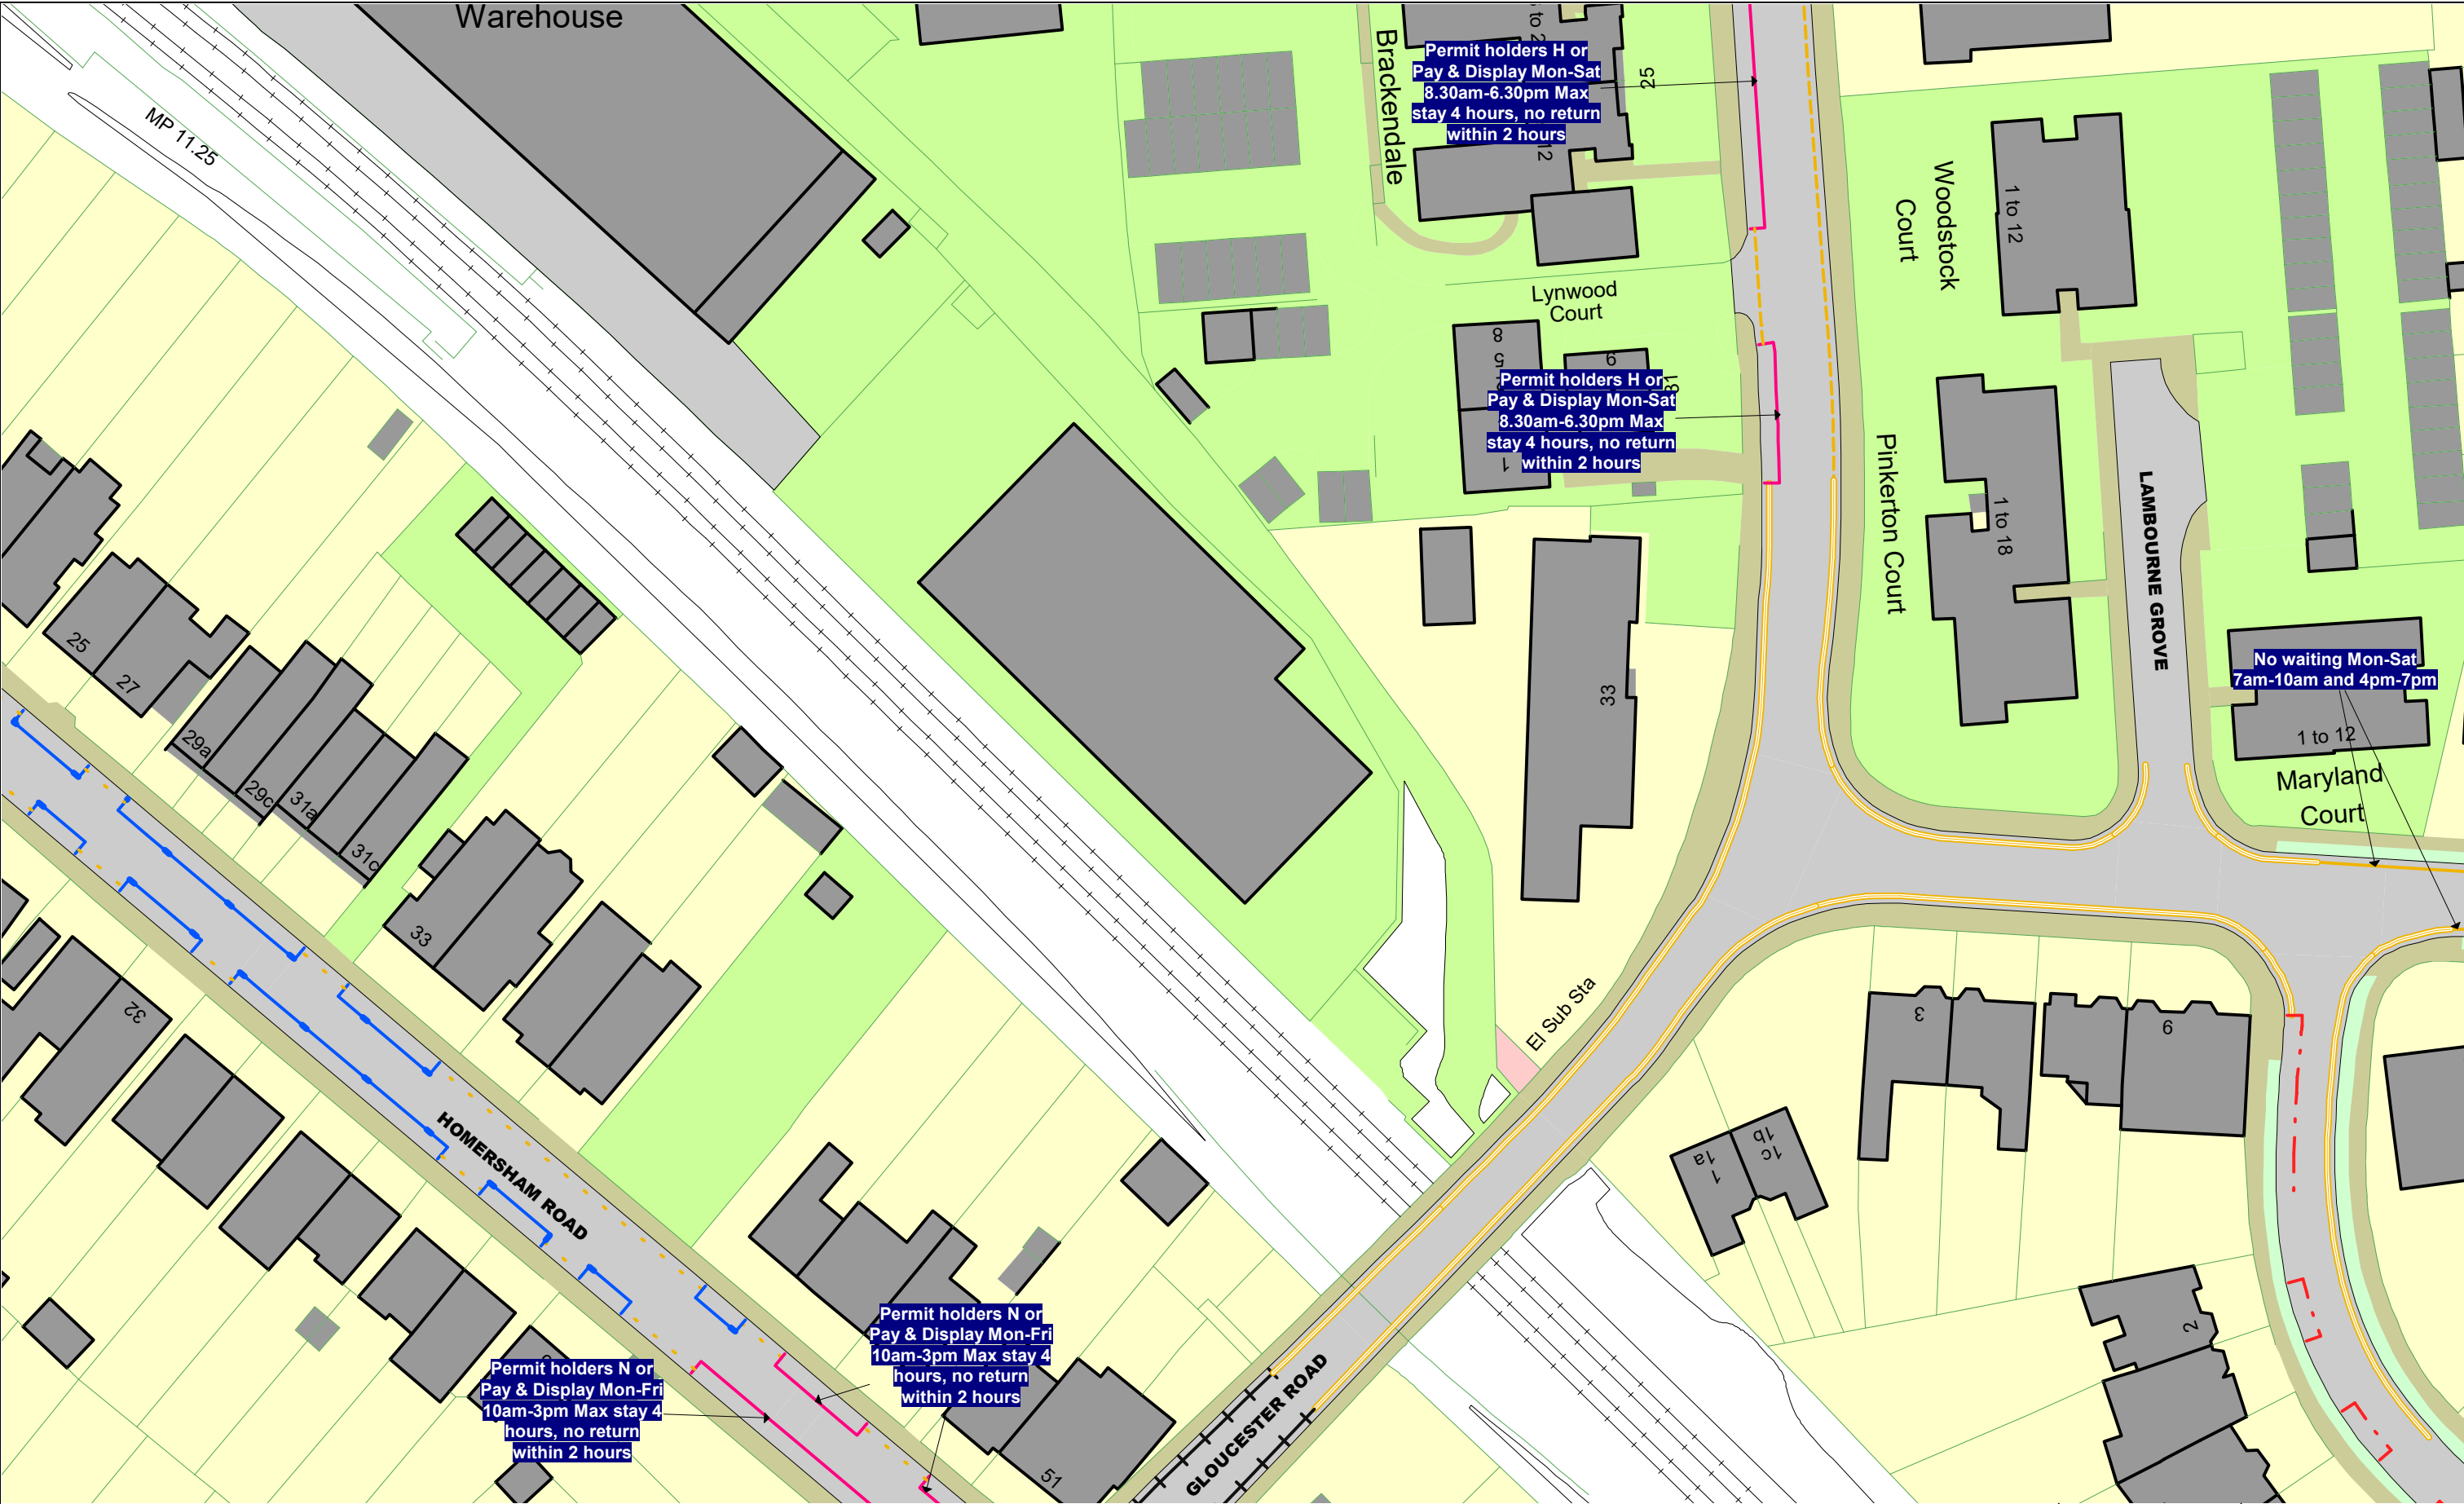 Warehouse
MP 11.25
Brackendale
Permit holders H or
Pay & Display Mon-Sat
8.30am-6.30pm Max
stay 4 hours, no return
within 2 hours
25
12
Woodstock
Court
1 to 12
Lynwood
Court
8
5
9
1
Permit holders H or
Pay & Display Mon-Sat
8.30am-6.30pm Max
stay 4 hours, no return
within 2 hours
Pinkerton Court
1 to 18
LAMBOURNE GROVE
No waiting Mon-Sat
7am-10am and 4pm-7pm
1 to 12
Maryland
Court
33
25
27
29a
29c
31a
31c
33
32
El Sub Sta
3
9
1a
1
1b
1c
2
HOMERSHAM ROAD
Permit holders N or
Pay & Display Mon-Fri
10am-3pm Max stay 4
hours, no return
within 2 hours
Permit holders N or
Pay & Display Mon-Fri
10am-3pm Max stay 4
hours, no return
within 2 hours
51
GLOUCESTER ROAD